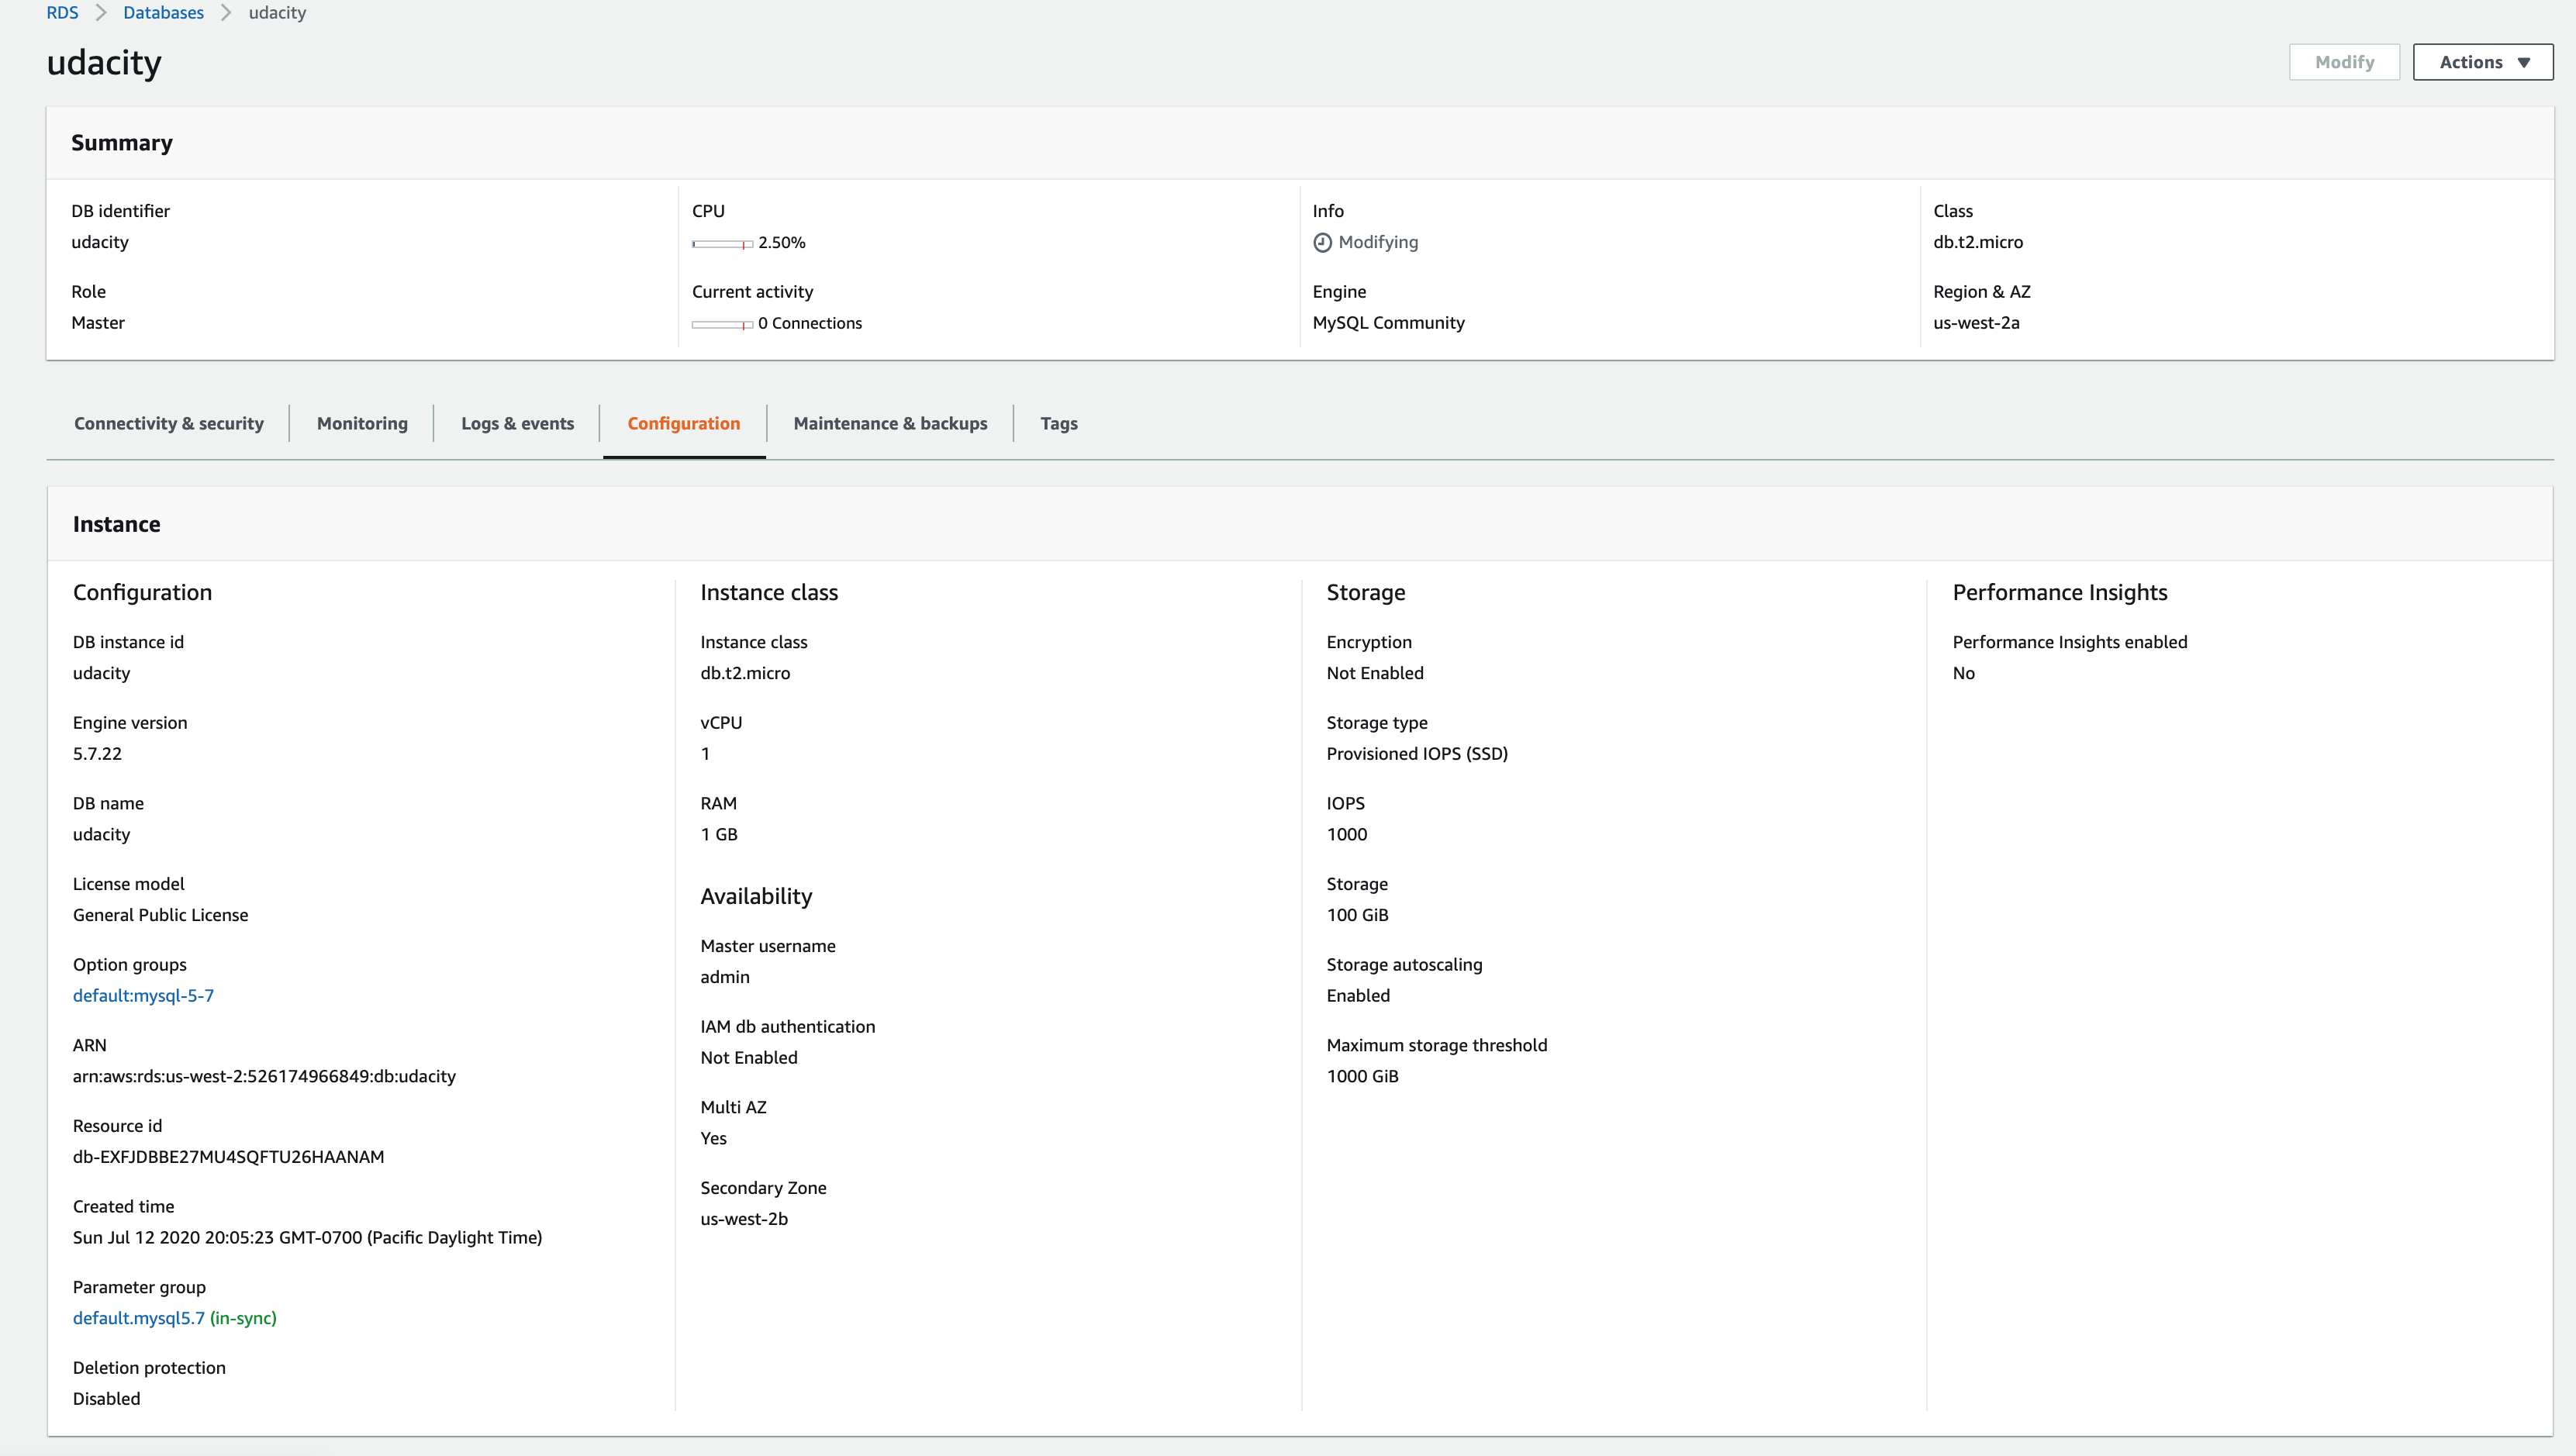 RDS > Databases > udacity
udacity
Modify
Actions
Summary
DB identifier
udacity
CPU
2.50%
Info
Modifying
Class
db.t2.micro
Role
Master
Current activity
0 Connections
Engine
MySQL Community
Region & AZ
us-west-2a
Connectivity & security
Monitoring
Logs & events
Configuration
Maintenance & backups
Tags
Instance
Configuration
DB instance id
udacity
Engine version
5.7.22
DB name
udacity
License model
General Public License
Option groups
default:mysql-5-7
ARN
arn:aws:rds:us-west-2:526174966849:db:udacity
Resource id
db-EXFJDBBE27MU4SQFTU26HAANAM
Created time
Sun Jul 12 2020 20:05:23 GMT-0700 (Pacific Daylight Time)
Parameter group
default.mysql5.7 (in-sync)
Deletion protection
Disabled
Instance class
Instance class
db.t2.micro
vCPU
1
RAM
1 GB
Availability
Master username
admin
IAM db authentication
Not Enabled
Multi AZ
Yes
Secondary Zone
us-west-2b
Storage
Encryption
Not Enabled
Storage type
Provisioned IOPS (SSD)
IOPS
1000
Storage
100 GiB
Storage autoscaling
Enabled
Maximum storage threshold
1000 GiB
Performance Insights
Performance Insights enabled
No